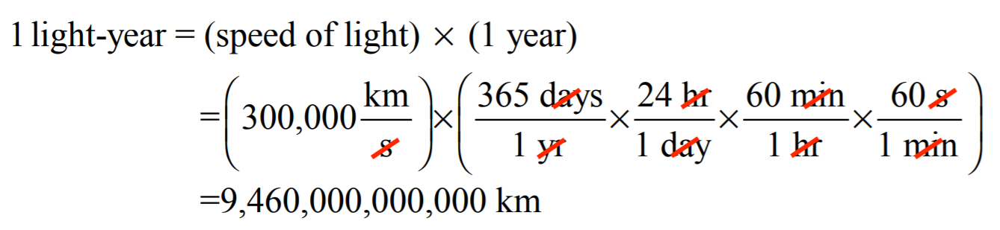 1 light-year = (speed of light) × (1 year)
= (300,000 km/s) × (365 days/1 yr × 24 hr/1 day × 60 min/1 hr × 60 s/1 min)
=9,460,000,000,000 km